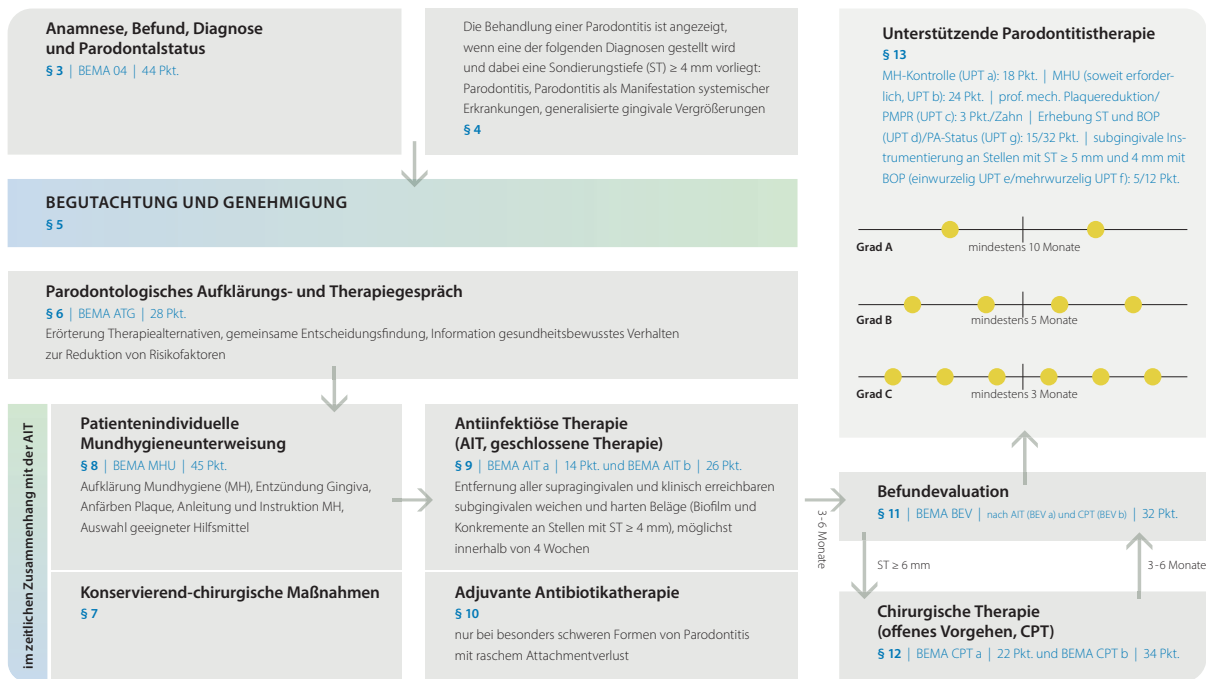 Anamnese, Befund, Diagnose
und Parodontalstatus
§ 3 | BEMA 04 | 44 Pkt.
Die Behandlung einer Parodontitis ist angezeigt,
wenn eine der folgenden Diagnosen gestellt wird
und dabei eine Sondierungstiefe (ST) ≥ 4 mm vorliegt:
Parodontitis, Parodontitis als Manifestation systemischer
Erkrankungen, generalisierte gingivale Vergrößerungen
§ 4
BEGUTACHTUNG UND GENEHMIGUNG
§ 5
Parodontologisches Aufklärungs- und Therapiegespräch
§ 6 | BEMA ATG | 28 Pkt.
Erörterung Therapiealternativen, gemeinsame Entscheidungsfindung, Information gesundheitsbewusstes Verhalten
zur Reduktion von Risikofaktoren
im zeitlichen Zusammenhang mit der AIT
Patientenindividuelle
Mundhygieneunterweisung
§ 8 | BEMA MHU | 45 Pkt.
Aufklärung Mundhygiene (MH), Entzündung Gingiva,
Anfärben Plaque, Anleitung und Instruktion MH,
Auswahl geeigneter Hilfsmittel
Konservierend-chirurgische Maßnahmen
§ 7
Antiinfektiöse Therapie
(AIT, geschlossene Therapie)
§ 9 | BEMA AIT a | 14 Pkt. und BEMA AIT b | 26 Pkt.
Entfernung aller supragingivalen und klinisch erreichbaren
subgingivalen weichen und harten Beläge (Biofilm und
Konkremente an Stellen mit ST ≥ 4 mm), möglichst
innerhalb von 4 Wochen
Adjuvante Antibiotikatherapie
§ 10
nur bei besonders schweren Formen von Parodontitis
mit raschem Attachmentverlust
3-6 Monate
Unterstützende Parodontitistherapie
§ 13
MH-Kontrolle (UPT a): 18 Pkt. | MHU (soweit erforder-
lich, UPT b): 24 Pkt. | prof. mech. Plaquereduktion/
PMPR (UPT c): 3 Pkt./Zahn | Erhebung ST und BOP
(UPT d)/PA-Status (UPT g): 15/32 Pkt. | subgingivale Ins-
trumentierung an Stellen mit ST ≥ 5 mm und 4 mm mit
BOP (einwurzelig UPT e/mehrwurzelig UPT f): 5/12 Pkt.
Grad A
mindestens 10 Monate
Grad B
mindestens 5 Monate
Grad C
mindestens 3 Monate
Befundevaluation
§ 11 | BEMA BEV | nach AIT (BEV a) und CPT (BEV b) | 32 Pkt.
ST ≥ 6 mm
3-6 Monate
Chirurgische Therapie
(offenes Vorgehen, CPT)
§ 12 | BEMA CPT a | 22 Pkt. und BEMA CPT b | 34 Pkt.